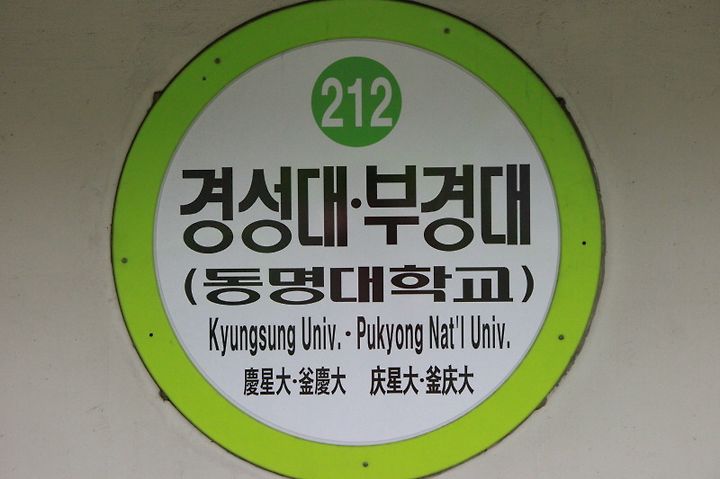 212
경성대·부경대
(동명대학교)
Kyungsung Univ. · Pukyong Nat'l Univ.
慶星大·釜慶大 庆星大·釜庆大